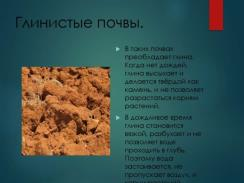 Глинистые почвы.
В таких почвах
преобладает глина.
Когда нет дождей,
глина высыхает и
делается твёрдой как
камень, и не позволяет
разрастаться корням
растений.
В дождливое время
глина становится
вязкой, разбухает и не
позволяет воде
проходить в глубь.
Поэтому вода
застаивается, не
пропускает воздух, и